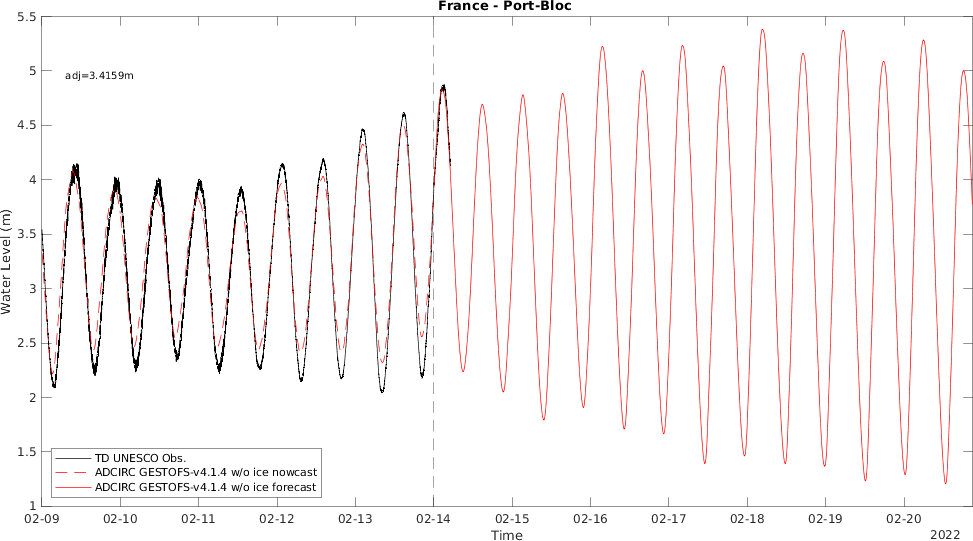 France - Port-Bloc
adj=3.4159m
5.5
5
4.5
4
3.5
3
2.5
2
1.5
1
Water Level (m)
TD UNESCO Obs.
ADCIRC GESTOFS-v4.1.4 w/o ice nowcast
ADCIRC GESTOFS-v4.1.4 w/o ice forecast
02-09 02-10 02-11 02-12 02-13 02-14 02-15 02-16 02-17 02-18 02-19 02-20
Time
2022